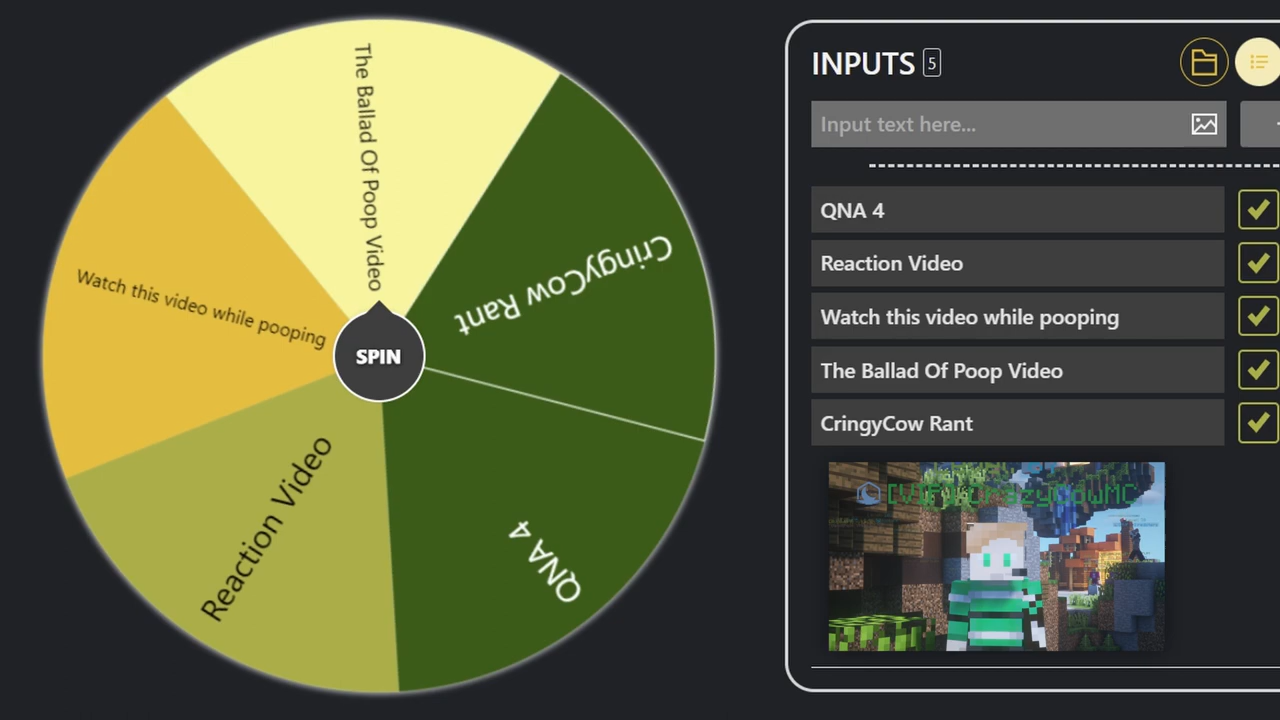 The Ballad Of Poop Video
CringyCow Rant
Watch this video while pooping
SPIN
Reaction Video
QNA 4
INPUTS 5
Input text here...
QNA 4
Reaction Video
Watch this video while pooping
The Ballad Of Poop Video
CringyCow Rant
[VIP] CrazyCowMC